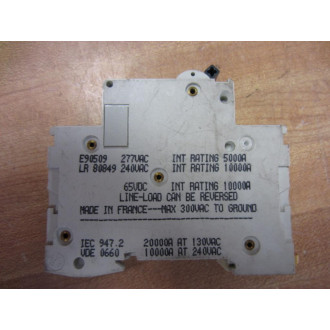 E90509 277VAC INT RATING 5000A
LR 80849 240VAC INT RATING 10000A
65VDC INT RATING 10000A
LINE-LOAD CAN BE REVERSED
MADE IN FRANCE---MAX 300VAC TO GROUND
IEC 947.2 20000A AT 130VAC
VDE 0660 10000A AT 240VAC